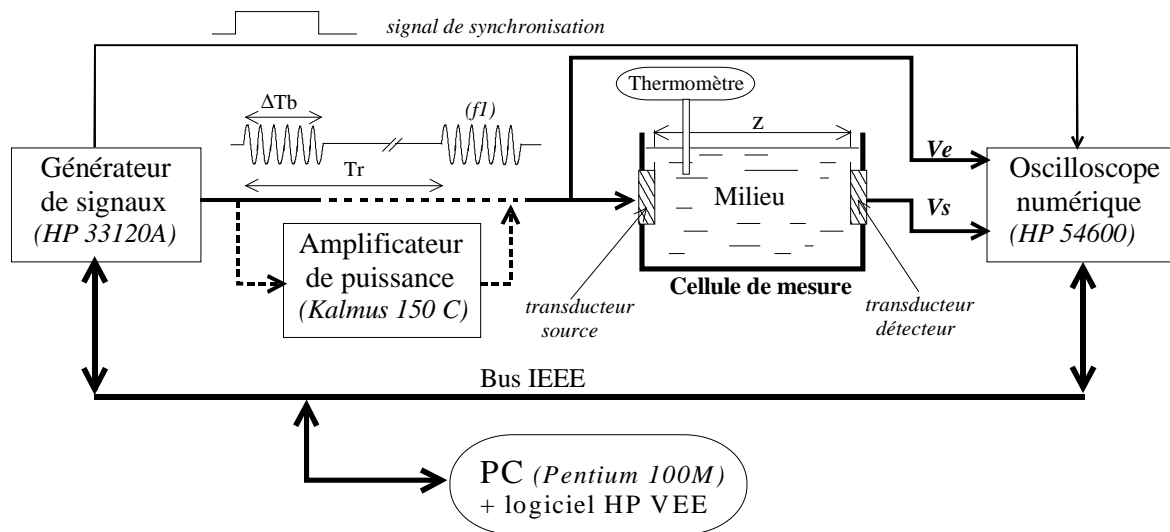 signal de synchronisation
ΔTb
(f1)
Tr
Thermomètre
z
Ve
Vs
Générateur
de signaux
(HP 33120A)
Milieu
Oscilloscope
numérique
(HP 54600)
Amplificateur
de puissance
(Kalmus 150 C)
Cellule de mesure
transducteur
source
transducteur
détecteur
Bus IEEE
PC (Pentium 100M)
+ logiciel HP VEE